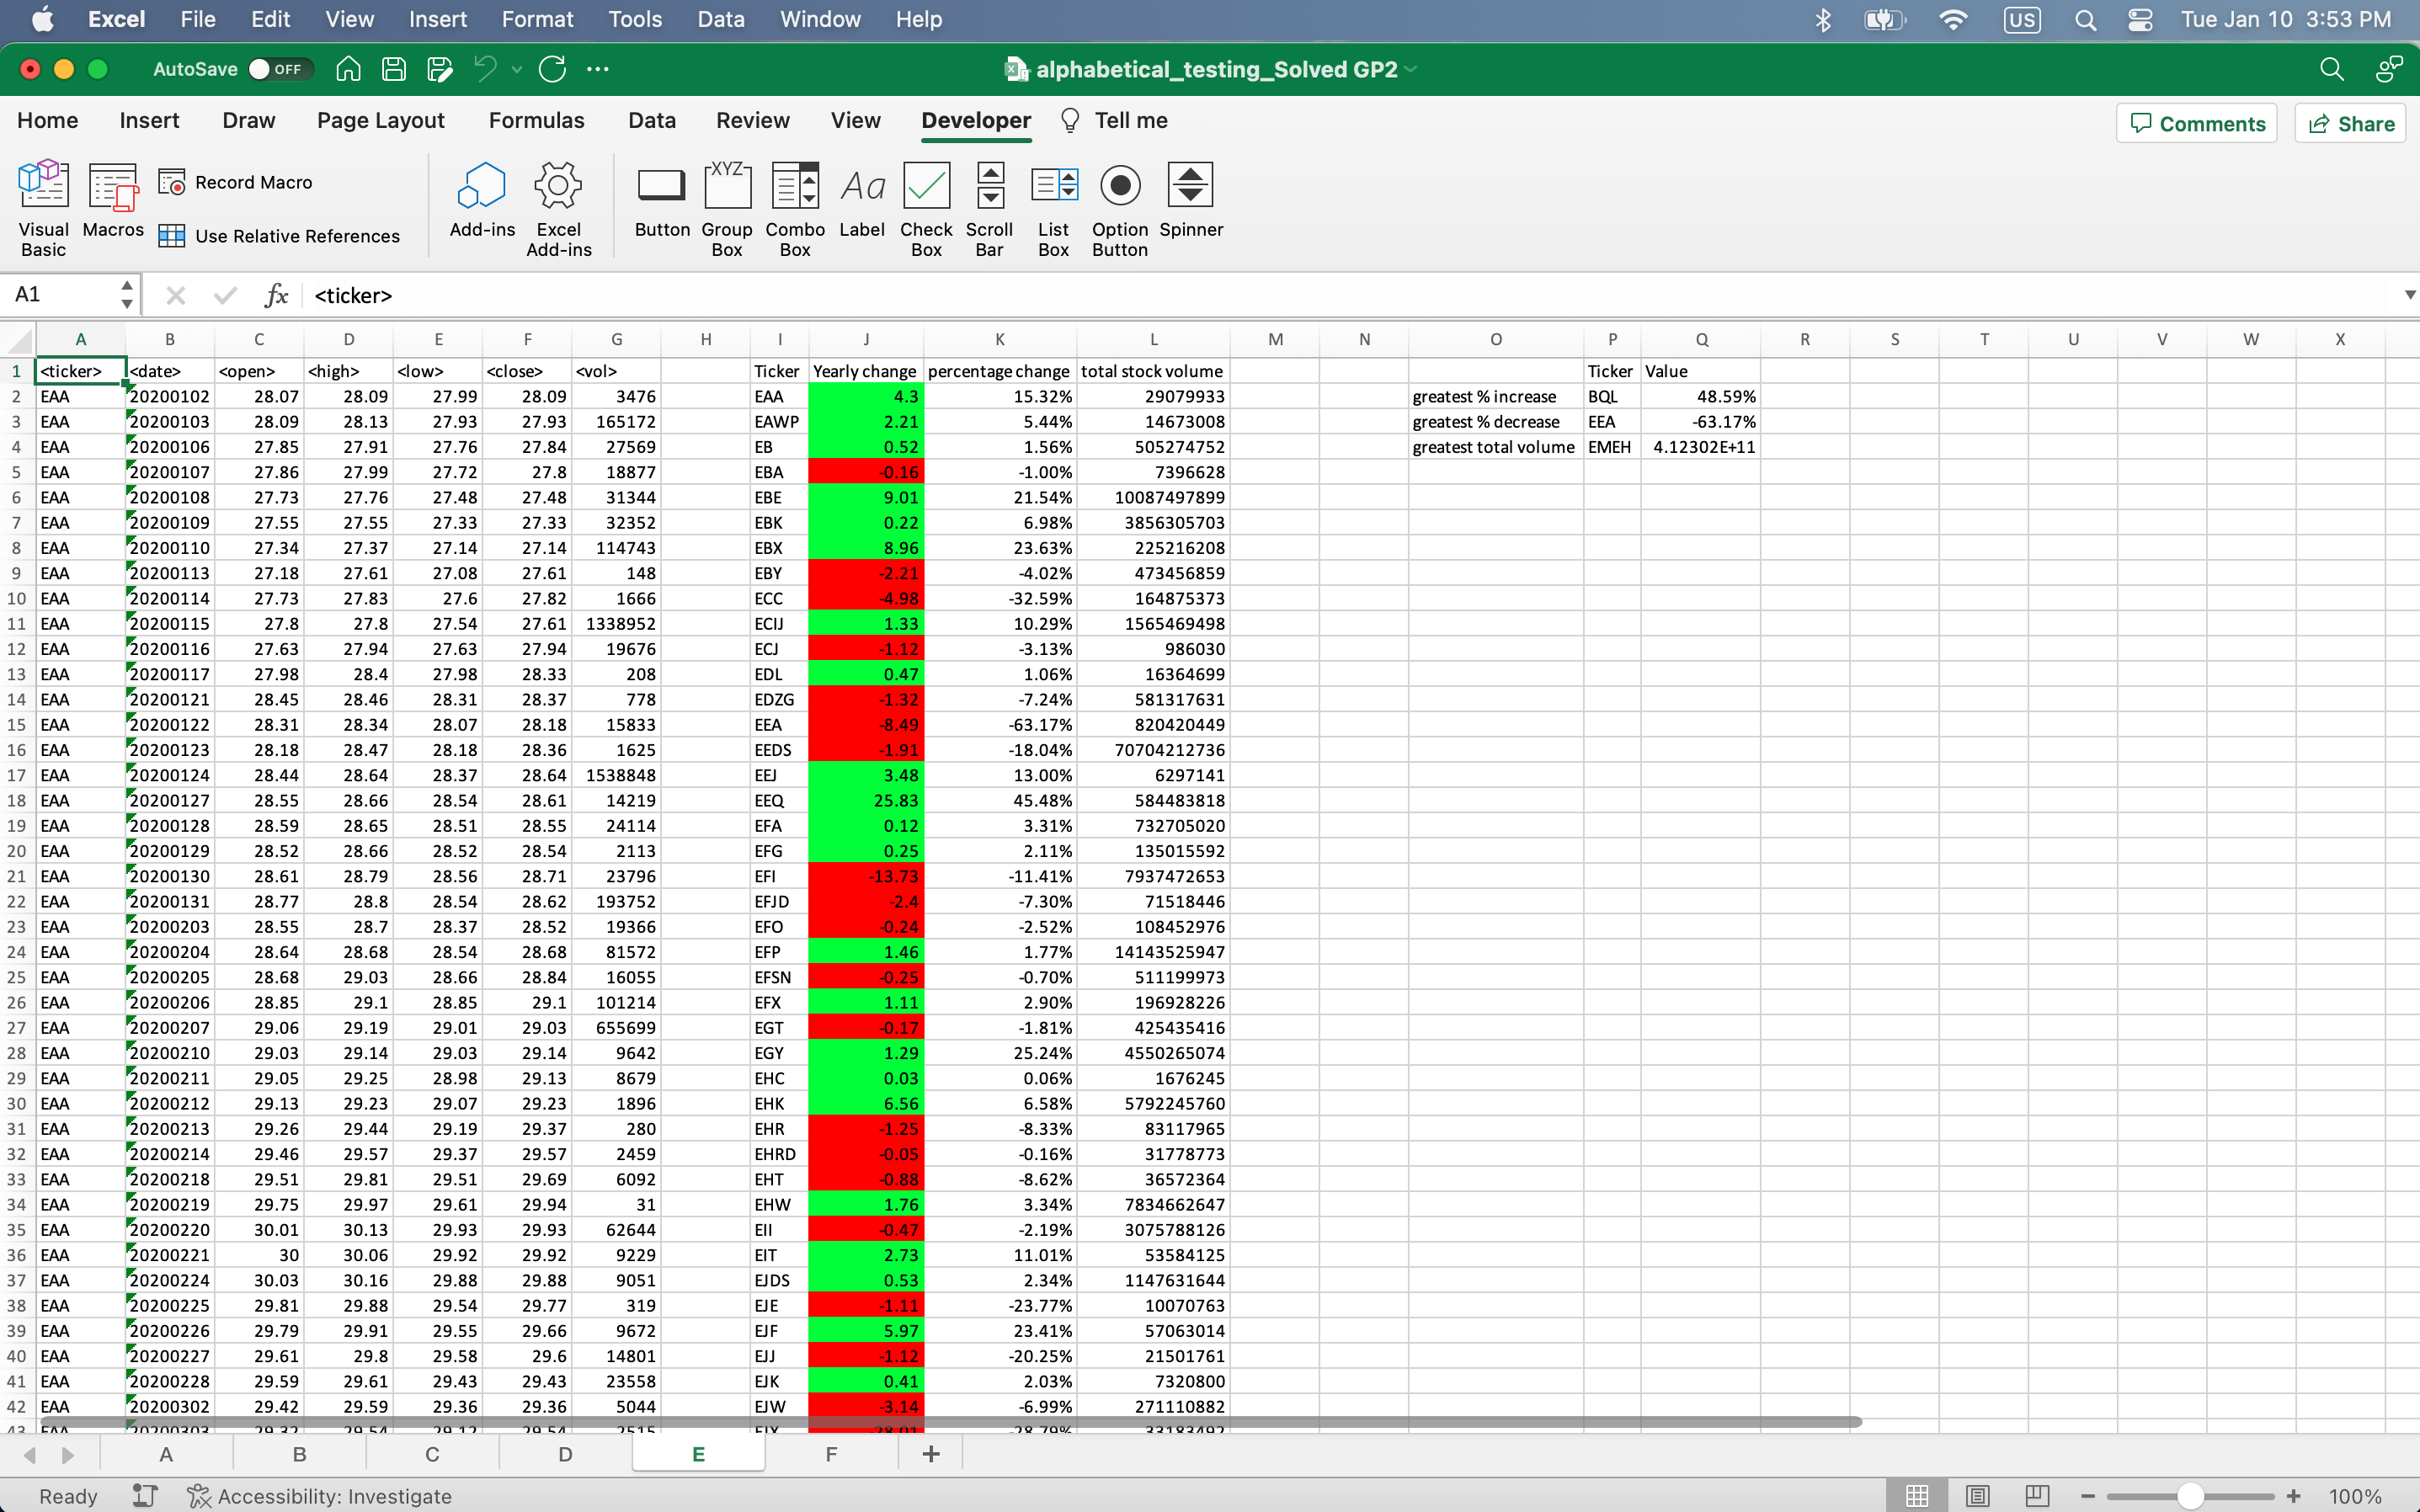 Excel File Edit View Insert Format Tools Data Window Help US Tue Jan 10 3:53 PM
AutoSave OFF alphabetical_testing_Solved GP2
Home Insert Draw Page Layout Formulas Data Review View Developer Tell me Comments Share
Visual Basic Macros Record Macro Use Relative References Add-ins Excel Add-ins Button Group Box Combo Box Label Check Box Scroll Bar List Box Option Button Spinner
A1 fx <ticker>
A B C D E F G H I J K L M N O P Q R S T U V W X
1 <ticker> <date> <open> <high> <low> <close> <vol> Ticker Yearly change percentage change total stock volume Ticker Value
2 EAA 20200102 28.07 28.09 27.99 28.09 3476 EAA 4.3 15.32% 29079933 greatest % increase BQL 48.59%
3 EAA 20200103 28.09 28.13 27.93 27.93 165172 EAWP 2.21 5.44% 14673008 greatest % decrease EEA -63.17%
4 EAA 20200106 27.85 27.91 27.76 27.84 27569 EB 0.52 1.56% 505274752 greatest total volume EMEH 4.12302E+11
5 EAA 20200107 27.86 27.99 27.72 27.8 18877 EBA -0.16 -1.00% 7396628
6 EAA 20200108 27.73 27.76 27.48 27.48 31344 EBE 9.01 21.54% 10087497899
7 EAA 20200109 27.55 27.55 27.33 27.33 32352 EBK 0.22 6.98% 3856305703
8 EAA 20200110 27.34 27.37 27.14 27.14 114743 EBX 8.96 23.63% 225216208
9 EAA 20200113 27.18 27.61 27.08 27.61 148 EBY -2.21 -4.02% 473456859
10 EAA 20200114 27.73 27.83 27.6 27.82 1666 ECC -4.98 -32.59% 164875373
11 EAA 20200115 27.8 27.8 27.54 27.61 1338952 ECIJ 1.33 10.29% 1565469498
12 EAA 20200116 27.63 27.94 27.63 27.94 19676 ECJ -1.12 -3.13% 986030
13 EAA 20200117 27.98 28.4 27.98 28.33 208 EDL 0.47 1.06% 16364699
14 EAA 20200121 28.45 28.46 28.31 28.37 778 EDZG -1.32 -7.24% 581317631
15 EAA 20200122 28.31 28.34 28.07 28.18 15833 EEA -8.49 -63.17% 820420449
16 EAA 20200123 28.18 28.47 28.18 28.36 1625 EEDS -1.91 -18.04% 70704212736
17 EAA 20200124 28.44 28.64 28.37 28.64 1538848 EEJ 3.48 13.00% 6297141
18 EAA 20200127 28.55 28.66 28.54 28.61 14219 EEQ 25.83 45.48% 584483818
19 EAA 20200128 28.59 28.65 28.51 28.55 24114 EFA 0.12 3.31% 732705020
20 EAA 20200129 28.52 28.66 28.52 28.54 2113 EFG 0.25 2.11% 135015592
21 EAA 20200130 28.61 28.79 28.56 28.71 23796 EFI -13.73 -11.41% 7937472653
22 EAA 20200131 28.77 28.8 28.54 28.62 193752 EFJD -2.4 -7.30% 71518446
23 EAA 20200203 28.55 28.7 28.37 28.52 19366 EFO -0.24 -2.52% 108452976
24 EAA 20200204 28.64 28.68 28.54 28.68 81572 EFP 1.46 1.77% 14143525947
25 EAA 20200205 28.68 29.03 28.66 28.84 16055 EFSN -0.25 -0.70% 511199973
26 EAA 20200206 28.85 29.1 28.85 29.1 101214 EFX 1.11 2.90% 196928226
27 EAA 20200207 29.06 29.19 29.01 29.03 655699 EGT -0.17 -1.81% 425435416
28 EAA 20200210 29.03 29.14 29.03 29.14 9642 EGY 1.29 25.24% 4550265074
29 EAA 20200211 29.05 29.25 28.98 29.13 8679 EHC 0.03 0.06% 1676245
30 EAA 20200212 29.13 29.23 29.07 29.23 1896 EHK 6.56 6.58% 5792245760
31 EAA 20200213 29.26 29.44 29.19 29.37 280 EHR -1.25 -8.33% 83117965
32 EAA 20200214 29.46 29.57 29.37 29.57 2459 EHRD -0.05 -0.16% 31778773
33 EAA 20200218 29.51 29.81 29.51 29.69 6092 EHT -0.88 -8.62% 36572364
34 EAA 20200219 29.75 29.97 29.61 29.94 31 EHW 1.76 3.34% 7834662647
35 EAA 20200220 30.01 30.13 29.93 29.93 62644 EII -0.47 -2.19% 3075788126
36 EAA 20200221 30 30.06 29.92 29.92 9229 EIT 2.73 11.01% 53584125
37 EAA 20200224 30.03 30.16 29.88 29.88 9051 EJDS 0.53 2.34% 1147631644
38 EAA 20200225 29.81 29.88 29.54 29.77 319 EJE -1.11 -23.77% 10070763
39 EAA 20200226 29.79 29.91 29.55 29.66 9672 EJF 5.97 23.41% 57063014
40 EAA 20200227 29.61 29.8 29.58 29.6 14801 EJJ -1.12 -20.25% 21501761
41 EAA 20200228 29.59 29.61 29.43 29.43 23558 EJK 0.41 2.03% 7320800
42 EAA 20200302 29.42 29.59 29.36 29.36 5044 EJW -3.14 -6.99% 271110882
A B C D E F +
Ready Accessibility: Investigate 100%